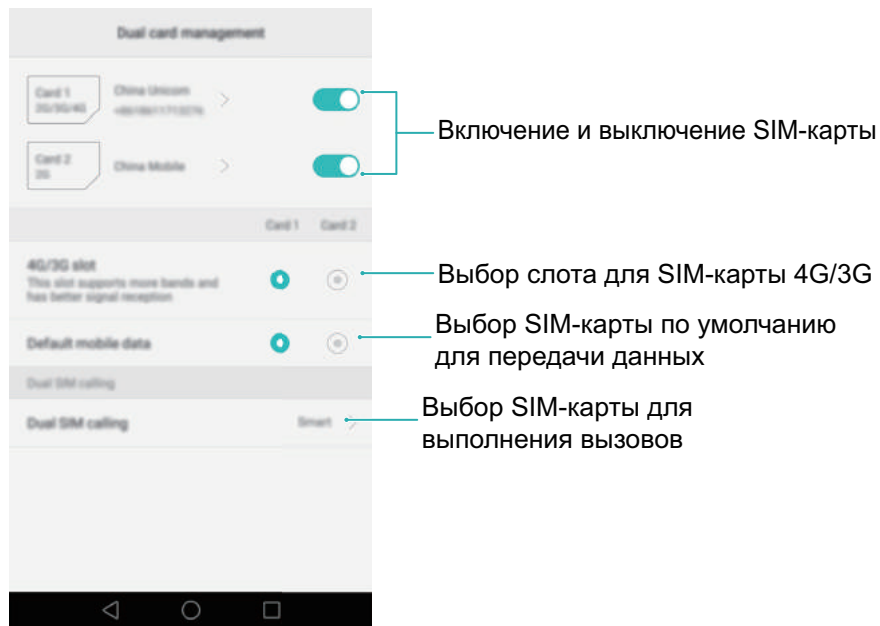 Dual card management
Card 1
2G/3G/4G
China Unicom
Включение и выключение SIM-карты
Card 2
2G
China Mobile
Card 1 Card 2
4G/3G slot
This slot supports more bands and
has better signal reception
Выбор слота для SIM-карты 4G/3G
Default mobile data
Выбор SIM-карты по умолчанию
для передачи данных
Dual SIM calling
Dual SIM calling
Smart
Выбор SIM-карты для
выполнения вызовов